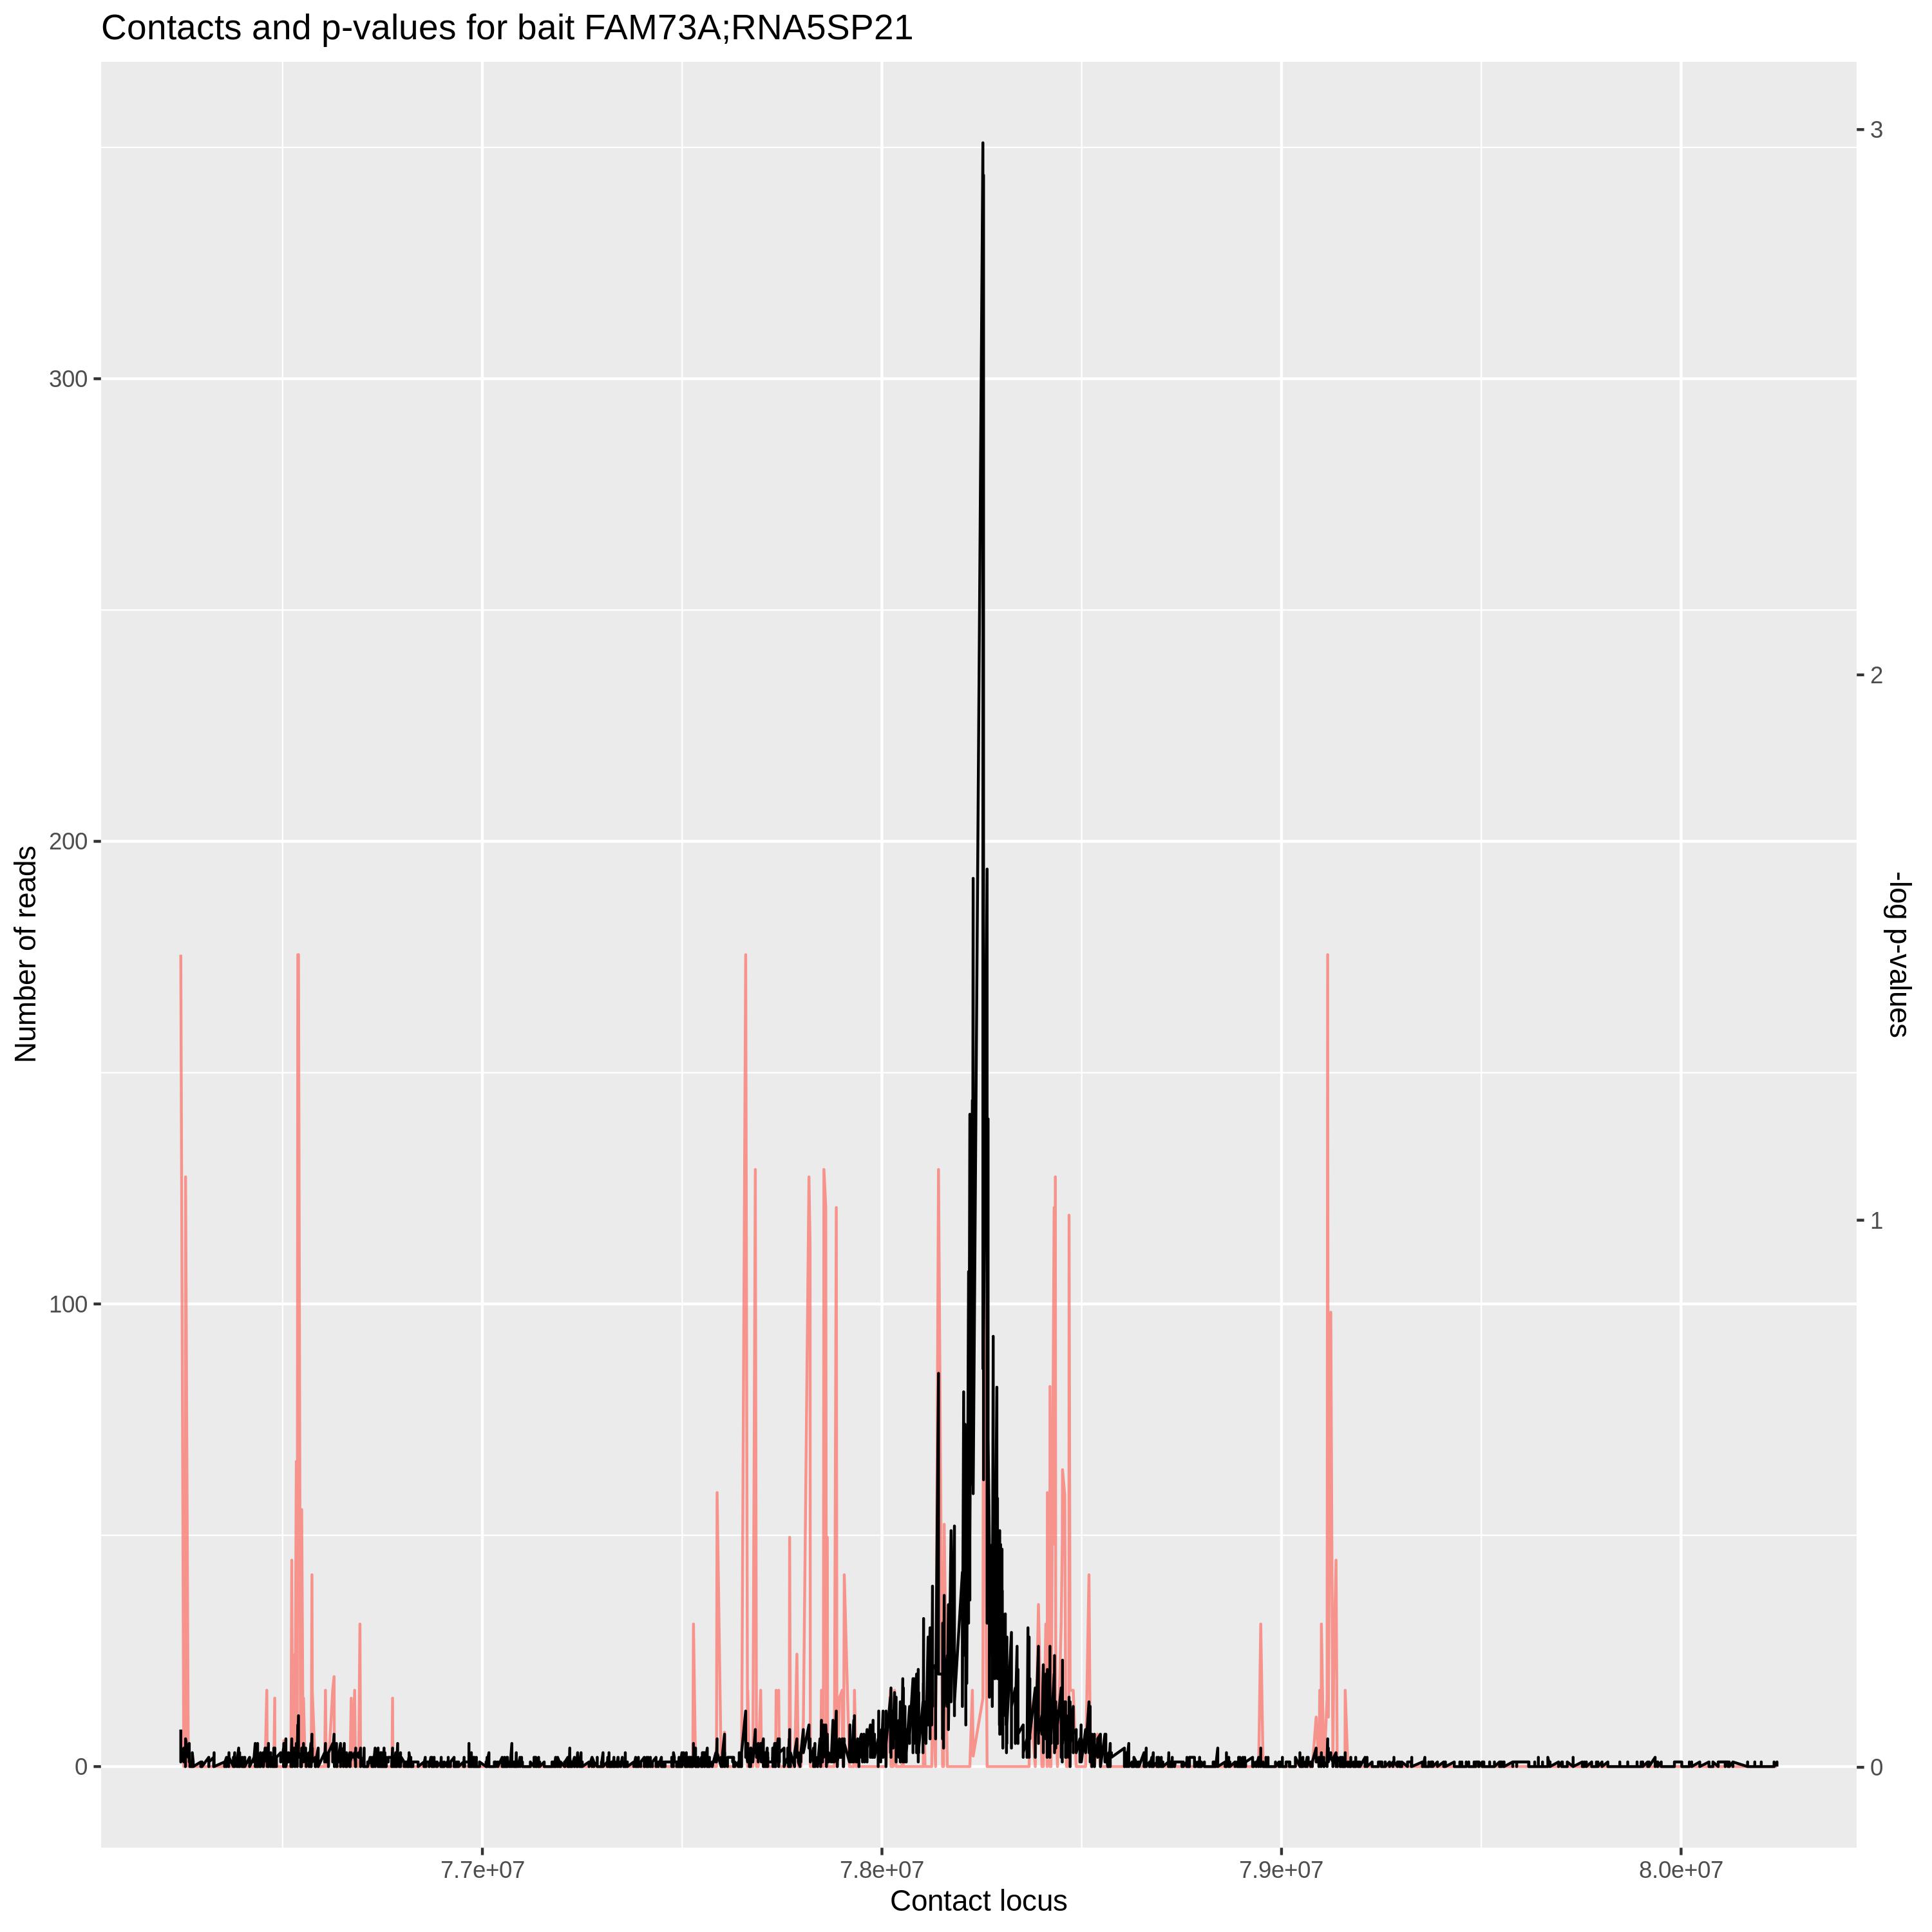 Contacts and p-values for bait FAM73A;RNA5SP21
Number of reads
300
200
100
0
3
2
1
0
-log p-values
7.7e+07
7.8e+07
7.9e+07
8.0e+07
Contact locus